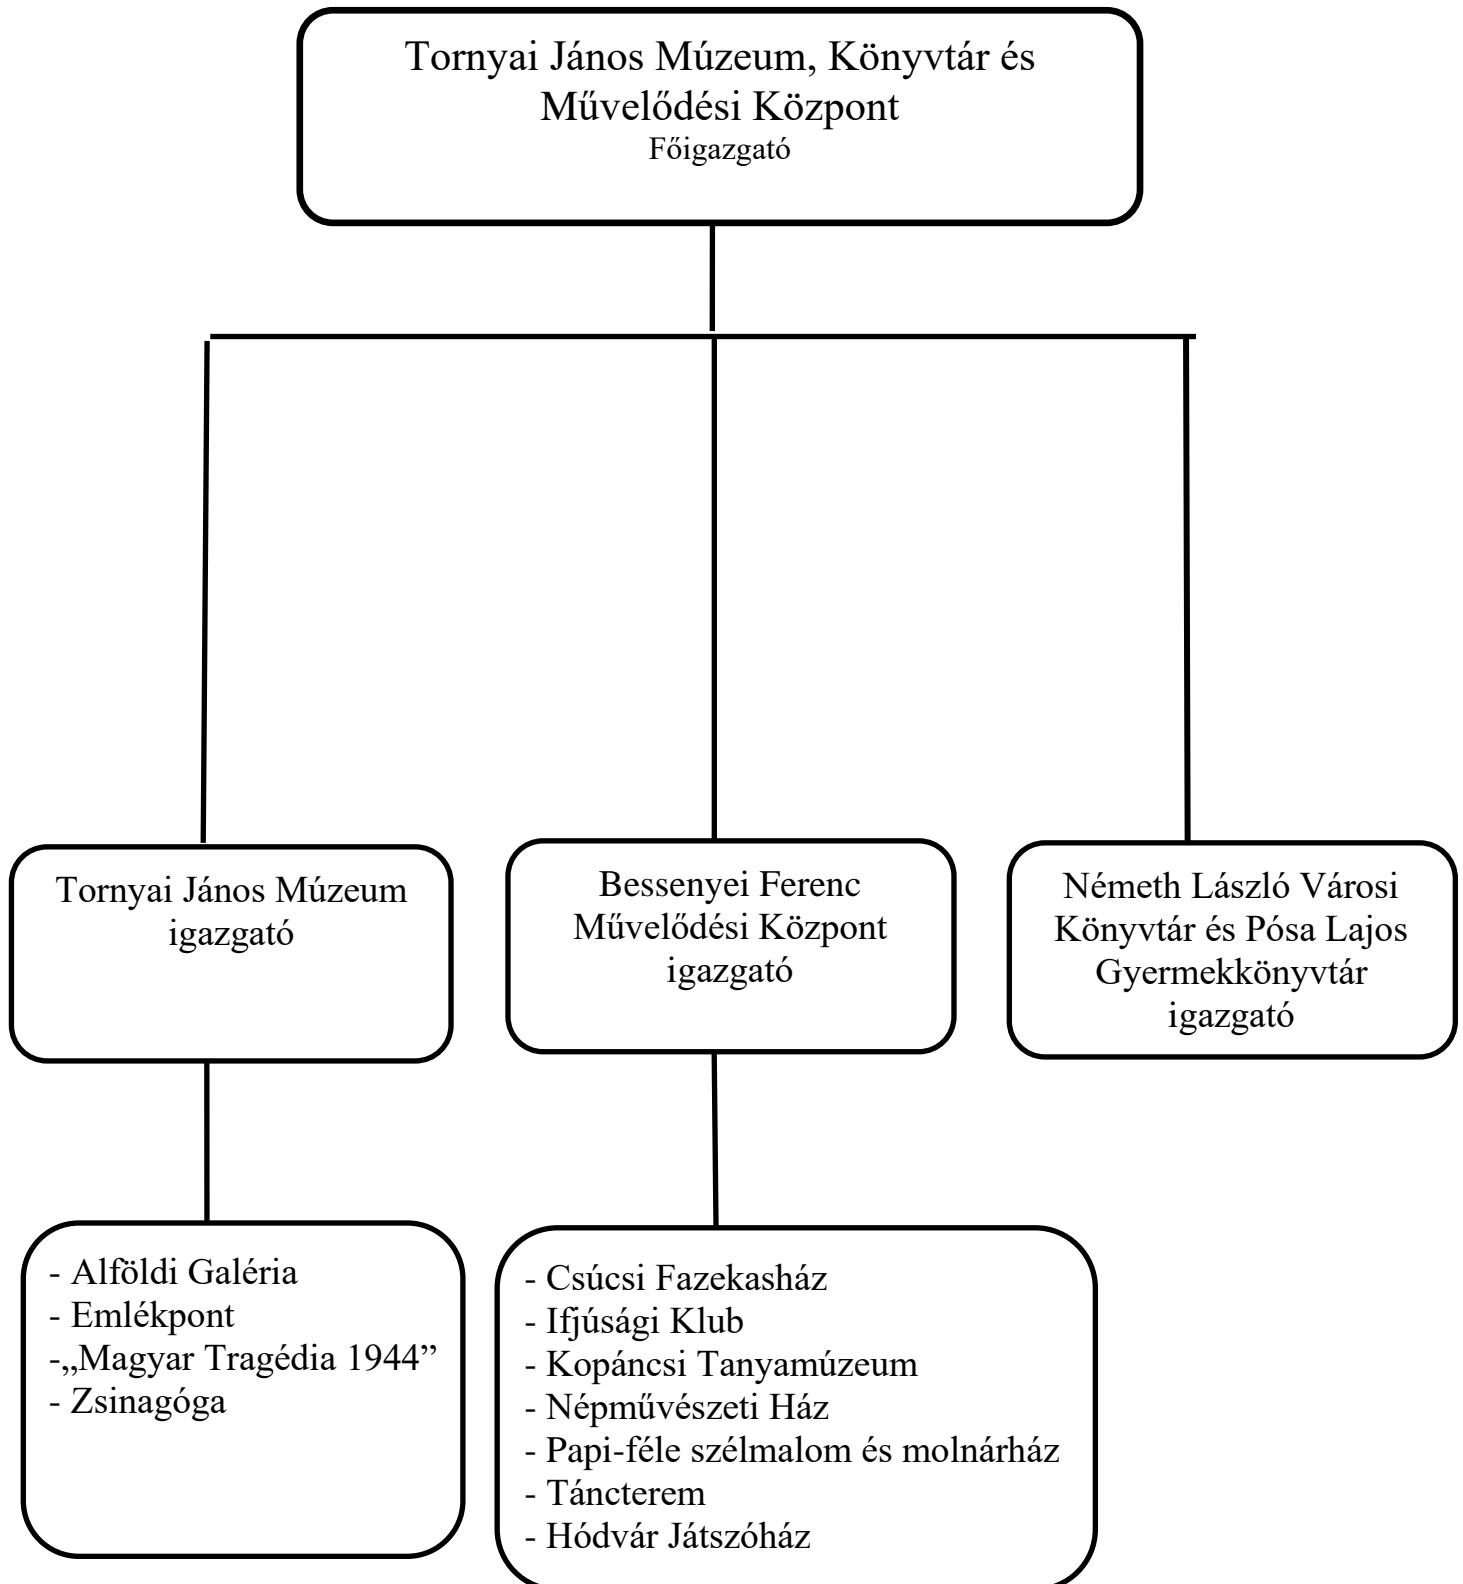 Tornyai János Múzeum, Könyvtár és
Művelődési Központ
Főigazgató
Tornyai János Múzeum
igazgató
Bessenyei Ferenc
Művelődési Központ
igazgató
Németh László Városi
Könyvtár és Pósa Lajos
Gyermekkönyvtár
igazgató
- Alföldi Galéria
- Emlékpont
-„Magyar Tragédia 1944”
- Zsinagóga
- Csúcsi Fazekasház
- Ifjúsági Klub
- Kopáncsi Tanyamúzeum
- Népművészeti Ház
- Papi-féle szélmalom és molnárház
- Táncterem
- Hódvár Játszóház